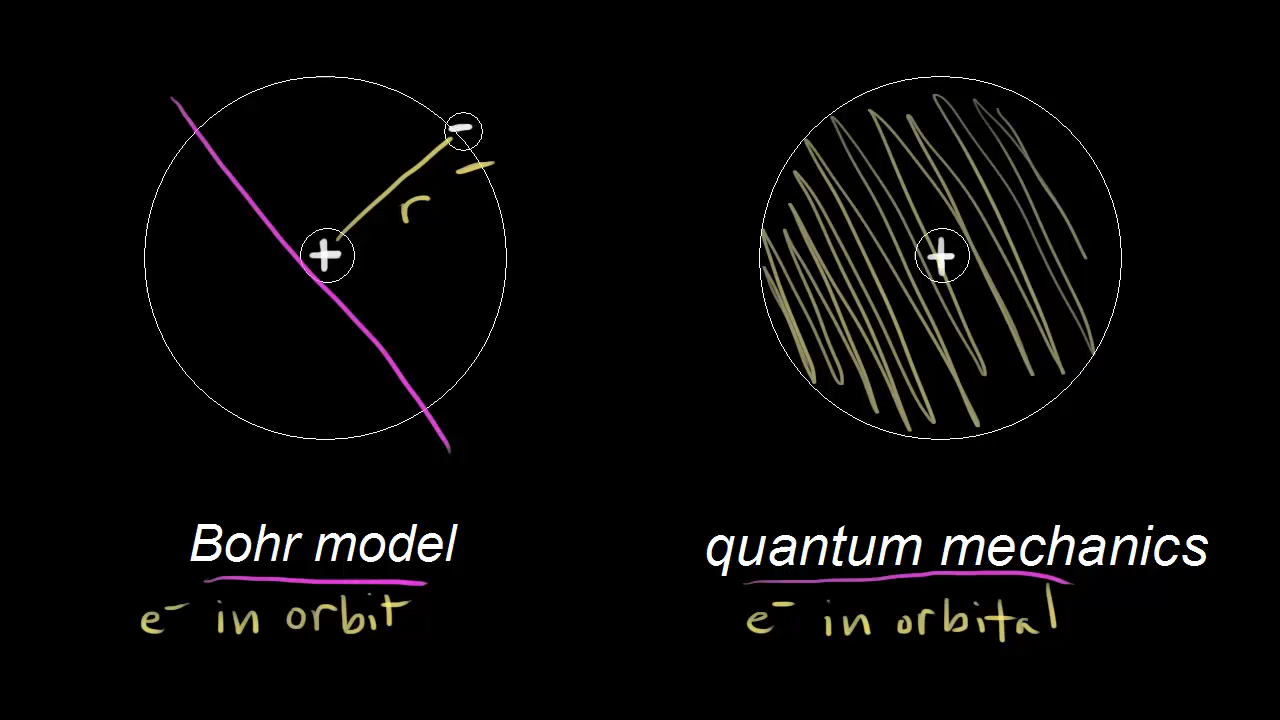 -
r -
+
+
Bohr model
quantum mechanics
e⁻ in orbit
e⁻ in orbital